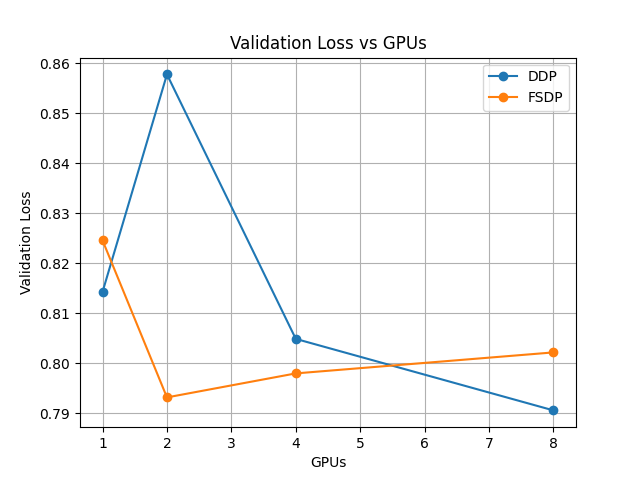 Validation Loss vs GPUs
DDP
FSDP
Validation Loss
0.86
0.85
0.84
0.83
0.82
0.81
0.80
0.79
1 2 3 4 5 6 7 8
GPUs